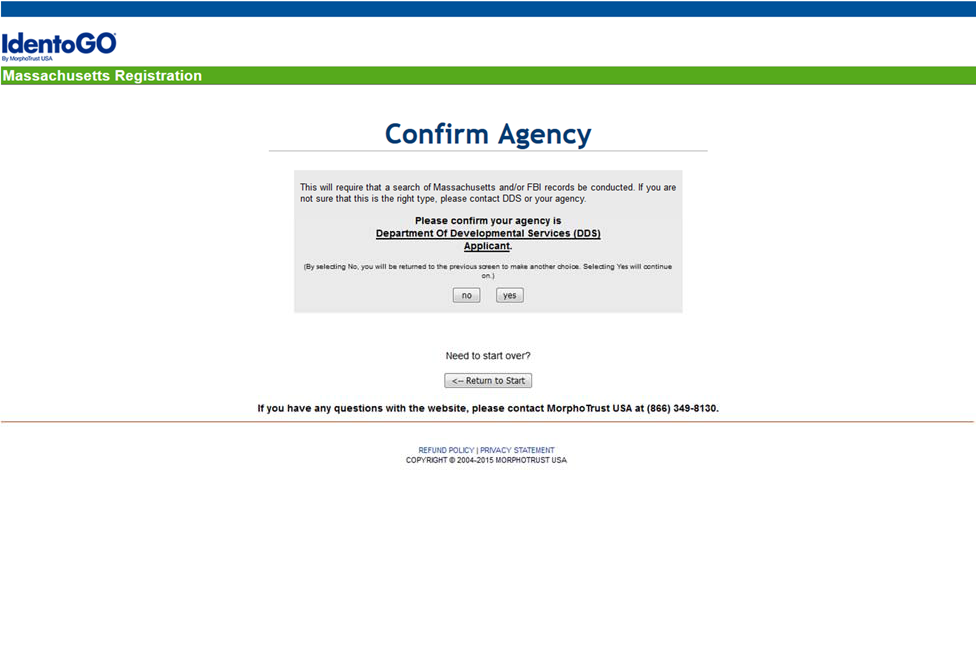 IdentoGO
By MorphoTrust USA
Massachusetts Registration
Confirm Agency
This will require that a search of Massachusetts and/or FBI records be conducted. If you are
not sure that this is the right type, please contact DDS or your agency.
Please confirm your agency is
Department Of Developmental Services (DDS)
Applicant.
(By selecting No, you will be returned to the previous screen to make another choice. Selecting Yes will continue
on.)
no yes
Need to start over?
<-- Return to Start
If you have any questions with the website, please contact MorphoTrust USA at (866) 349-8130.
REFUND POLICY | PRIVACY STATEMENT
COPYRIGHT © 2004-2015 MORPHOTRUST USA